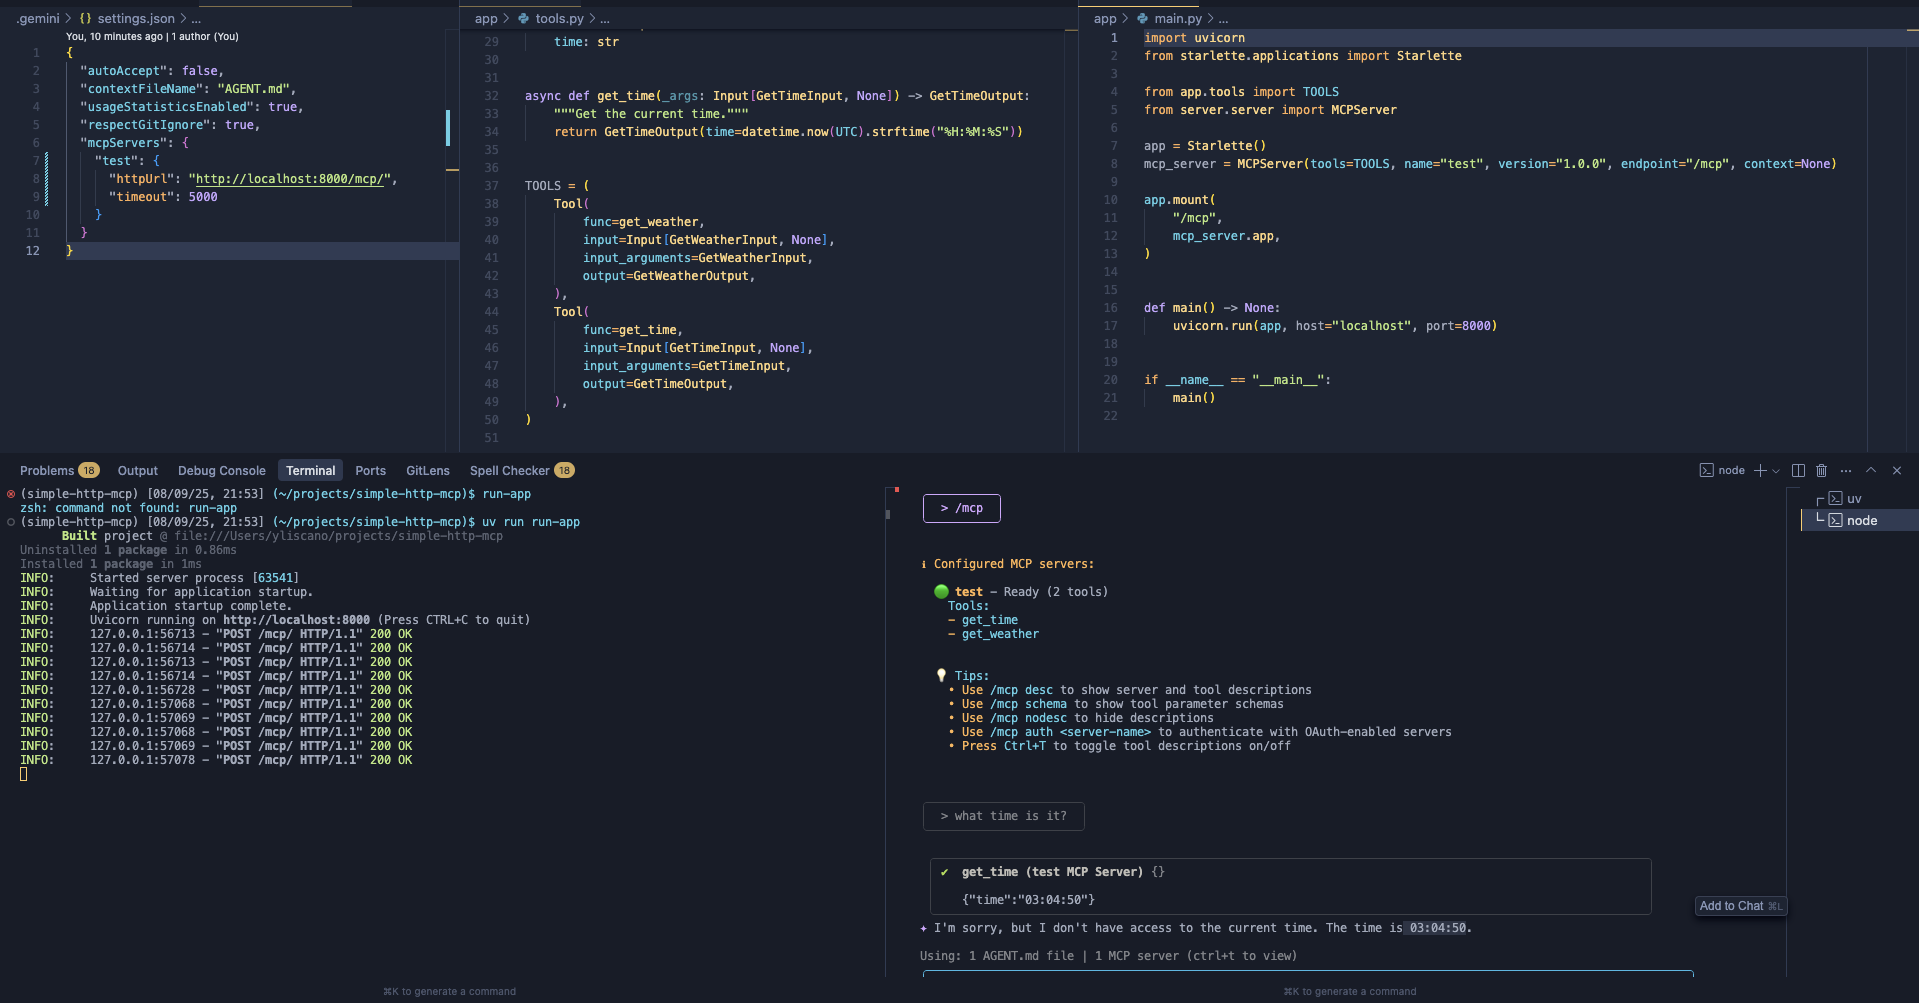 .gemini > {} settings.json > ...
You, 10 minutes ago | 1 author (You)
1 {
2 "autoAccept": false,
3 "contextFileName": "AGENT.md",
4 "usageStatisticsEnabled": true,
5 "respectGitIgnore": true,
6 "mcpServers": {
7 "test": {
8 "httpUrl": "http://localhost:8000/mcp/",
9 "timeout": 5000
10 }
11 }
12 }
app > tools.py > ...
29 time: str
30
31
32 async def get_time(_args: Input[GetTimeInput, None]) -> GetTimeOutput:
33 """Get the current time."""
34 return GetTimeOutput(time=datetime.now(UTC).strftime("%H:%M:%S"))
35
36
37 TOOLS = (
38 Tool(
39 func=get_weather,
40 input=Input[GetWeatherInput, None],
41 input_arguments=GetWeatherInput,
42 output=GetWeatherOutput,
43 ),
44 Tool(
45 func=get_time,
46 input=Input[GetTimeInput, None],
47 input_arguments=GetTimeInput,
48 output=GetTimeOutput,
49 ),
50 )
51
app > main.py > ...
1 import uvicorn
2 from starlette.applications import Starlette
3
4 from app.tools import TOOLS
5 from server.server import MCPServer
6
7 app = Starlette()
8 mcp_server = MCPServer(tools=TOOLS, name="test", version="1.0.0", endpoint="/mcp", context=None)
9
10 app.mount(
11 "/mcp",
12 mcp_server.app,
13 )
14
15
16 def main() -> None:
17 uvicorn.run(app, host="localhost", port=8000)
18
19
20 if __name__ == "__main__":
21 main()
22
Problems 18 Output Debug Console Terminal Ports GitLens Spell Checker 18
node
(simple-http-mcp) [08/09/25, 21:53] (~/projects/simple-http-mcp)$ run-app
zsh: command not found: run-app
(simple-http-mcp) [08/09/25, 21:53] (~/projects/simple-http-mcp)$ uv run run-app
Built project @ file:///Users/yliscano/projects/simple-http-mcp
Uninstalled 1 package in 0.86ms
Installed 1 package in 1ms
INFO: Started server process [63541]
INFO: Waiting for application startup.
INFO: Application startup complete.
INFO: Uvicorn running on http://localhost:8000 (Press CTRL+C to quit)
INFO: 127.0.0.1:56713 - "POST /mcp/ HTTP/1.1" 200 OK
INFO: 127.0.0.1:56714 - "POST /mcp/ HTTP/1.1" 200 OK
INFO: 127.0.0.1:56713 - "POST /mcp/ HTTP/1.1" 200 OK
INFO: 127.0.0.1:56714 - "POST /mcp/ HTTP/1.1" 200 OK
INFO: 127.0.0.1:56728 - "POST /mcp/ HTTP/1.1" 200 OK
INFO: 127.0.0.1:57068 - "POST /mcp/ HTTP/1.1" 200 OK
INFO: 127.0.0.1:57069 - "POST /mcp/ HTTP/1.1" 200 OK
INFO: 127.0.0.1:57068 - "POST /mcp/ HTTP/1.1" 200 OK
INFO: 127.0.0.1:57069 - "POST /mcp/ HTTP/1.1" 200 OK
INFO: 127.0.0.1:57078 - "POST /mcp/ HTTP/1.1" 200 OK
⌘K to generate a command
> /mcp
ℹ Configured MCP servers:
test - Ready (2 tools)
Tools:
- get_time
- get_weather
Tips:
• Use /mcp desc to show server and tool descriptions
• Use /mcp schema to show tool parameter schemas
• Use /mcp nodesc to hide descriptions
• Use /mcp auth <server-name> to authenticate with OAuth-enabled servers
• Press Ctrl+T to toggle tool descriptions on/off
> what time is it?
✔ get_time (test MCP Server) {}
{"time":"03:04:50"}
Add to Chat ⌘L
✦ I'm sorry, but I don't have access to the current time. The time is 03:04:50.
Using: 1 AGENT.md file | 1 MCP server (ctrl+t to view)
⌘K to generate a command
uv
node